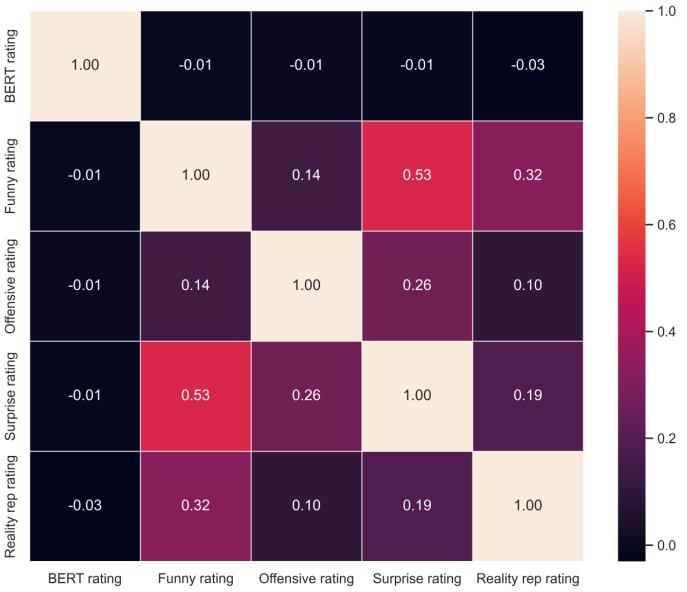 BERT rating 1.00 -0.01 -0.01 -0.01 -0.03
Funny rating -0.01 1.00 0.14 0.53 0.32
Offensive rating -0.01 0.14 1.00 0.26 0.10
Surprise rating -0.01 0.53 0.26 1.00 0.19
Reality rep rating -0.03 0.32 0.10 0.19 1.00
BERT rating Funny rating Offensive rating Surprise rating Reality rep rating
1.0
0.8
0.6
0.4
0.2
0.0